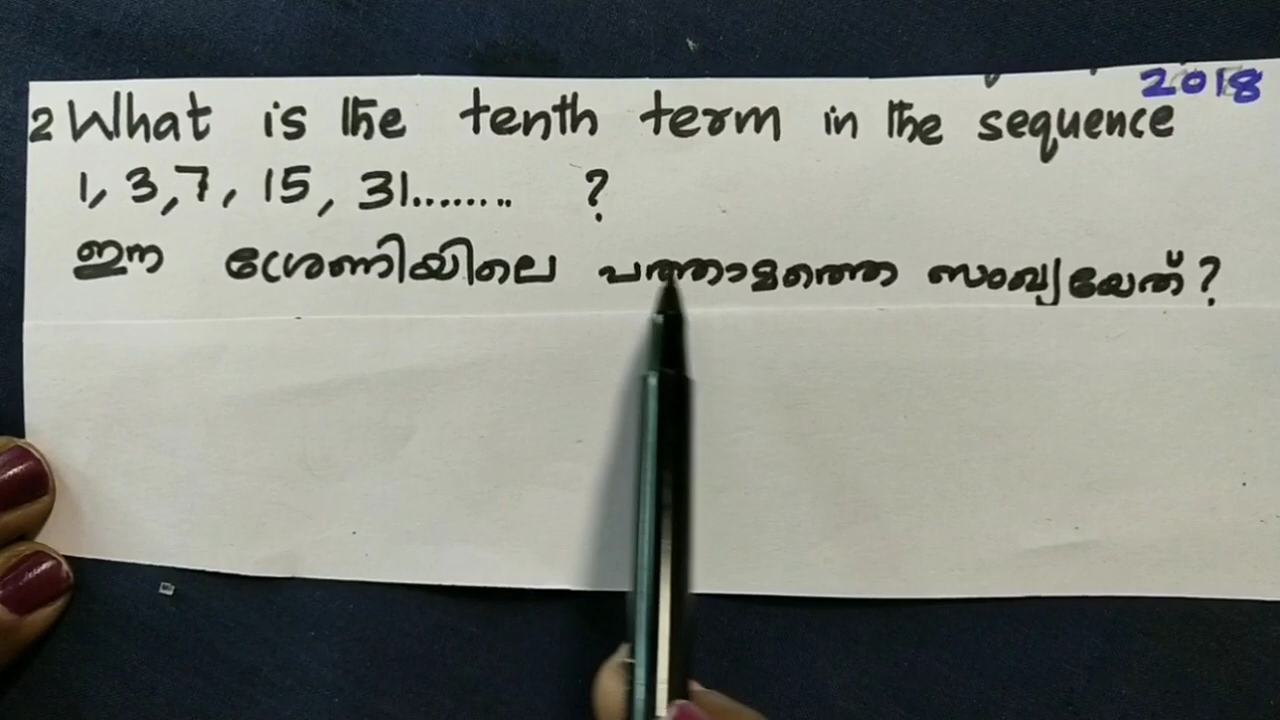 2018
2 What is the tenth term in the sequence
1, 3, 7, 15, 31........ ?
ഈ ശ്രേണിയിലെ പത്താമത്തെ സംഖ്യയേത് ?